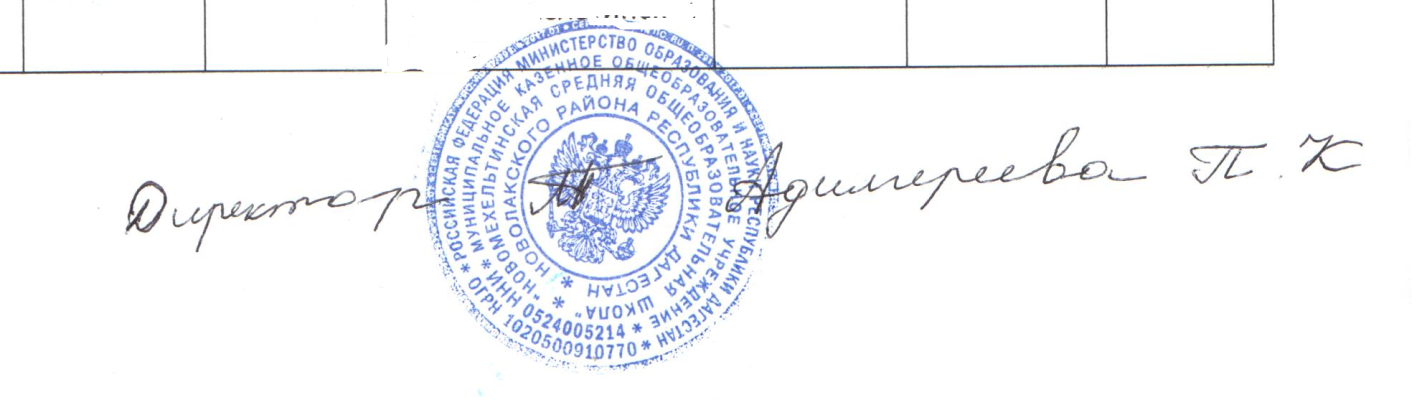 Директор Адилгереева П. К
* РОССИЙСКАЯ ФЕДЕРАЦИЯ МИНИСТЕРСТВО ОБРАЗОВАНИЯ И НАУКИ РЕСПУБЛИКИ ДАГЕСТАН
* ОГРН 1020500910770
* МУНИЦИПАЛЬНОЕ КАЗЕННОЕ ОБЩЕОБРАЗОВАТЕЛЬНОЕ УЧРЕЖДЕНИЕ
* ИНН 0524005214
* "НОВОМЕХЕЛЬТИНСКАЯ СРЕДНЯЯ ОБЩЕОБРАЗОВАТЕЛЬНАЯ ШКОЛА"
* НОВОЛАКСКОГО РАЙОНА РЕСПУБЛИКИ ДАГЕСТАН